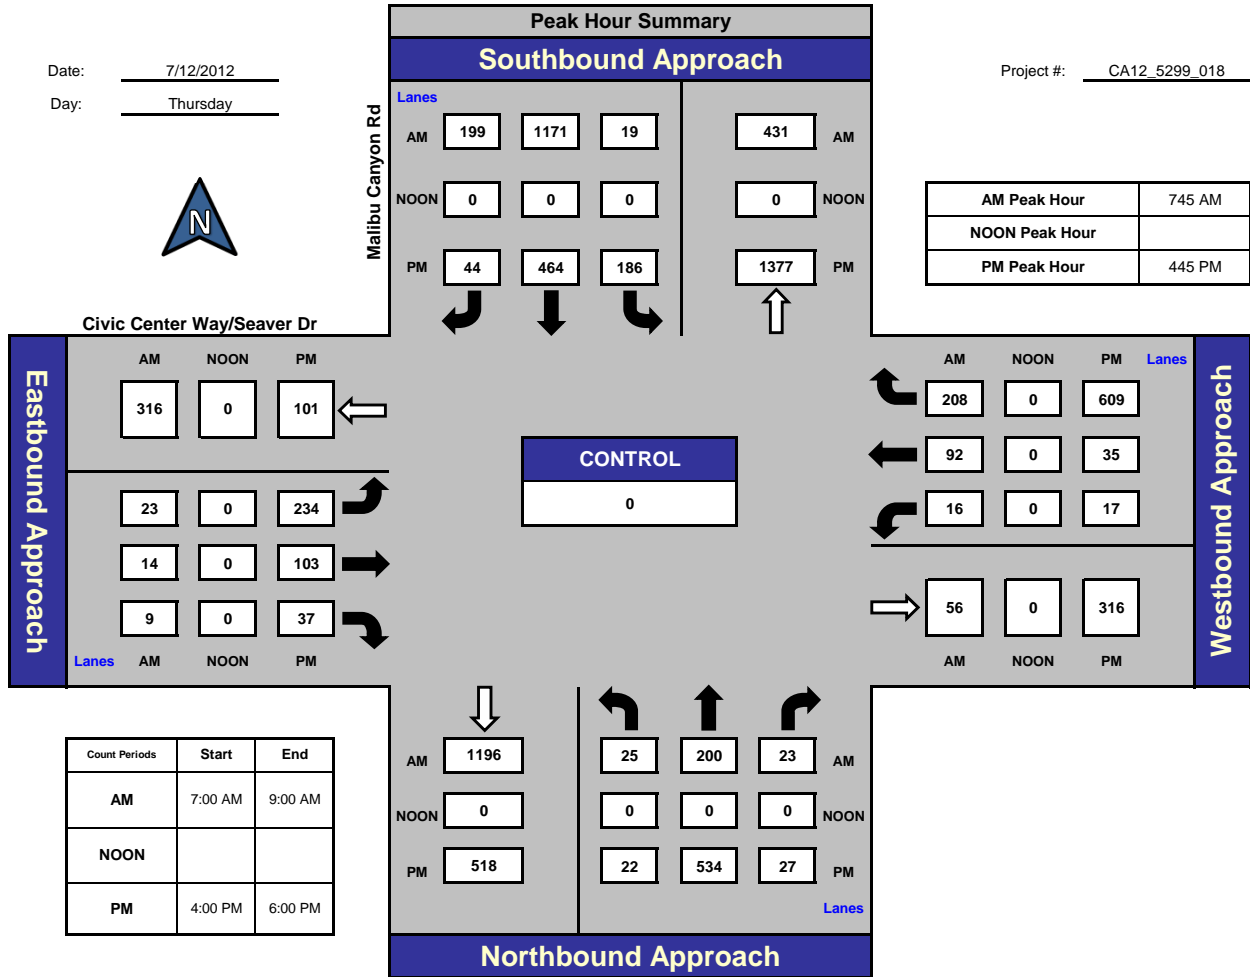 Peak Hour Summary
Southbound Approach
Date: 7/12/2012
Day: Thursday
Project #: CA12_5299_018
Malibu Canyon Rd
Lanes
AM 199 1171 19 431 AM
NOON 0 0 0 0 NOON
PM 44 464 186 1377 PM
N
AM Peak Hour 745 AM
NOON Peak Hour
PM Peak Hour 445 PM
Civic Center Way/Seaver Dr
Eastbound Approach
AM NOON PM
316 0 101
23 0 234
14 0 103
9 0 37
Lanes AM NOON PM
CONTROL
0
AM NOON PM Lanes
208 0 609
92 0 35
16 0 17
56 0 316
AM NOON PM
Westbound Approach
Count Periods Start End
AM 7:00 AM 9:00 AM
NOON
PM 4:00 PM 6:00 PM
AM 1196 25 200 23 AM
NOON 0 0 0 0 NOON
PM 518 22 534 27 PM
Lanes
Northbound Approach